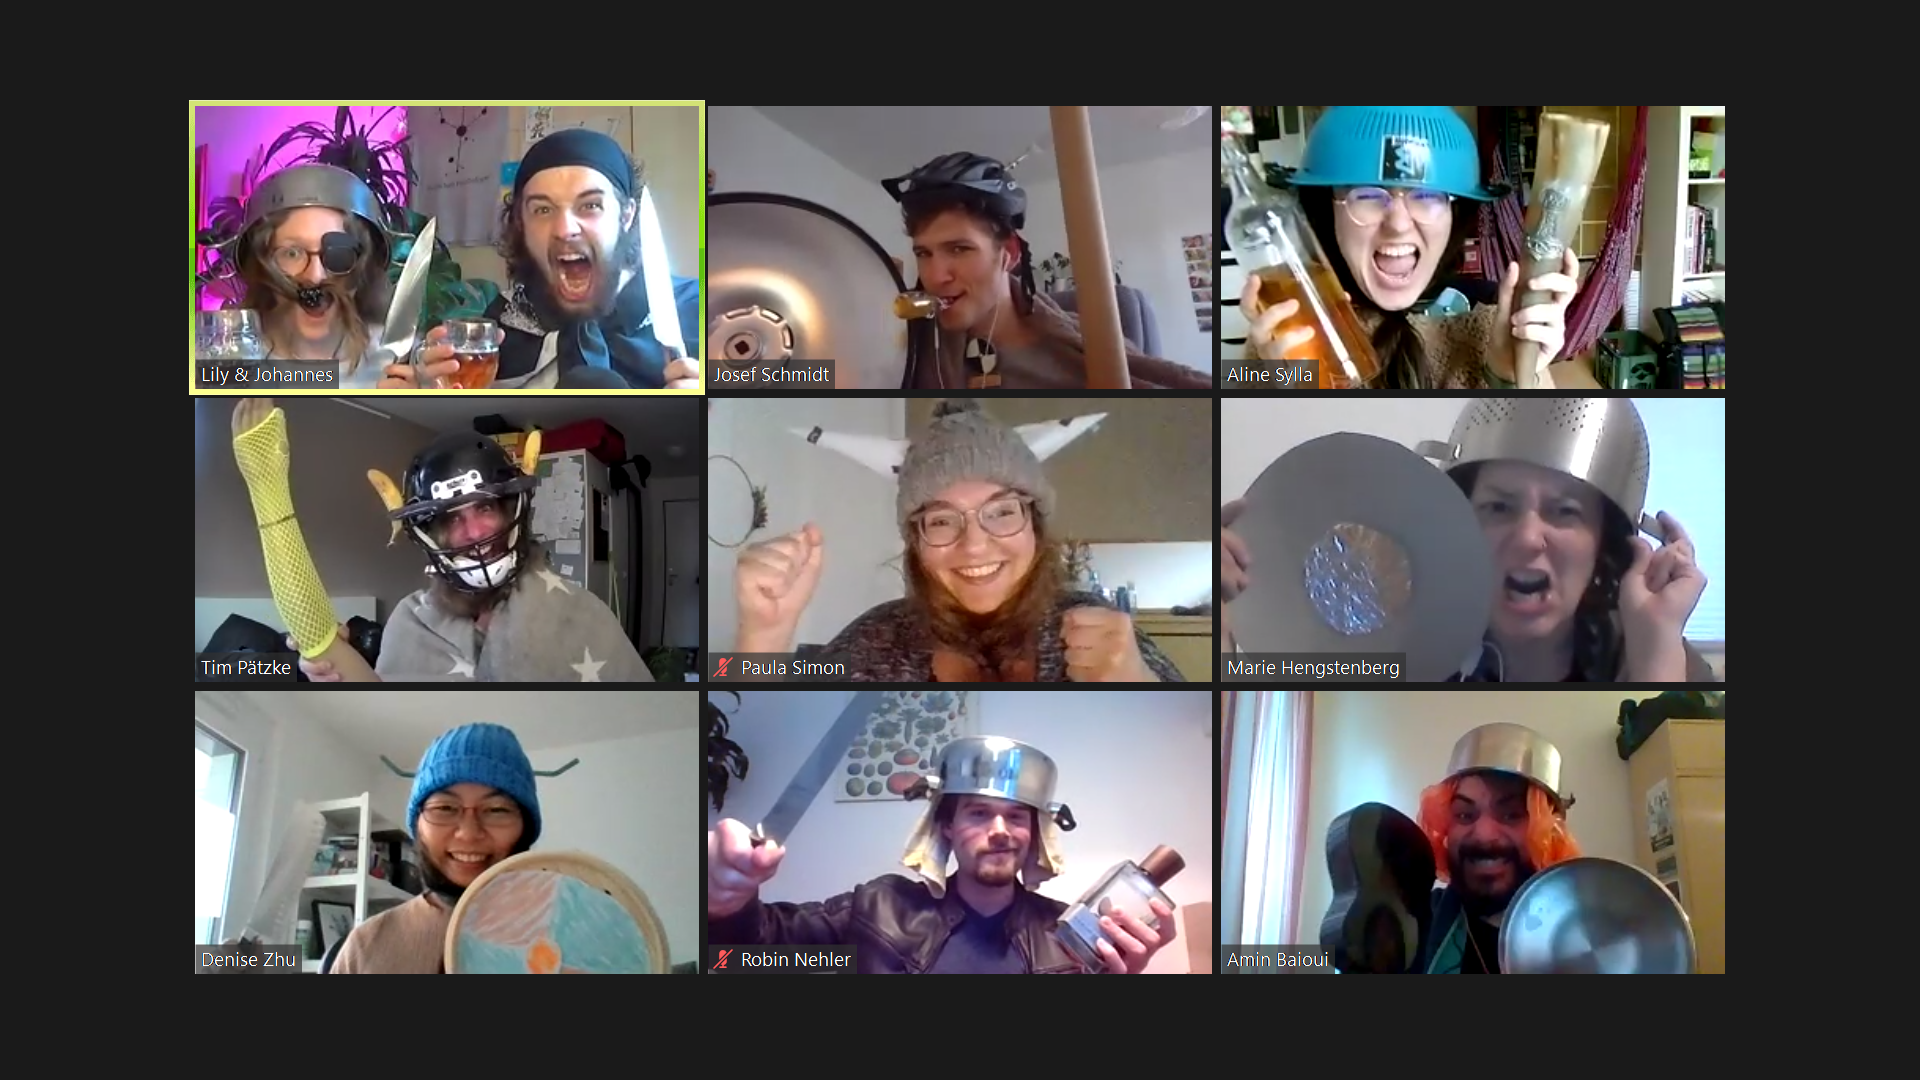 Lily & Johannes
Josef Schmidt
Aline Sylla
Tim Pätzke
Paula Simon
Marie Hengstenberg
Denise Zhu
Robin Nehler
Amin Baioui